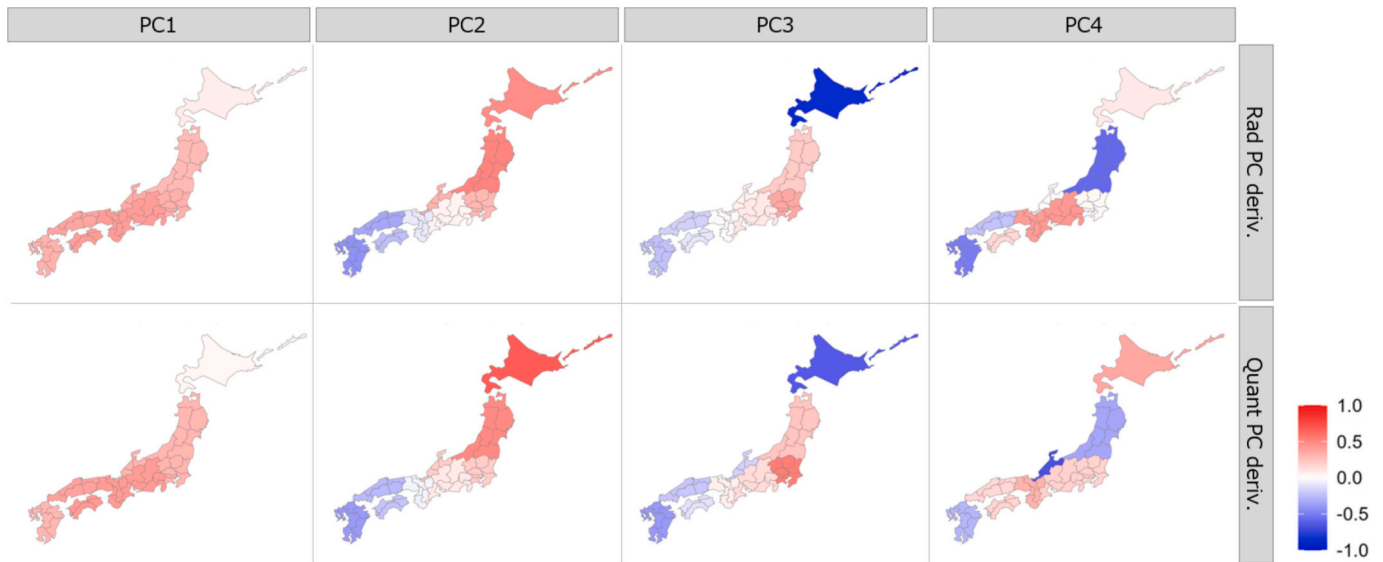 PC1
PC2
PC3
PC4
Rad PC deriv.
Quant PC deriv.
1.0
0.5
0.0
-0.5
-1.0